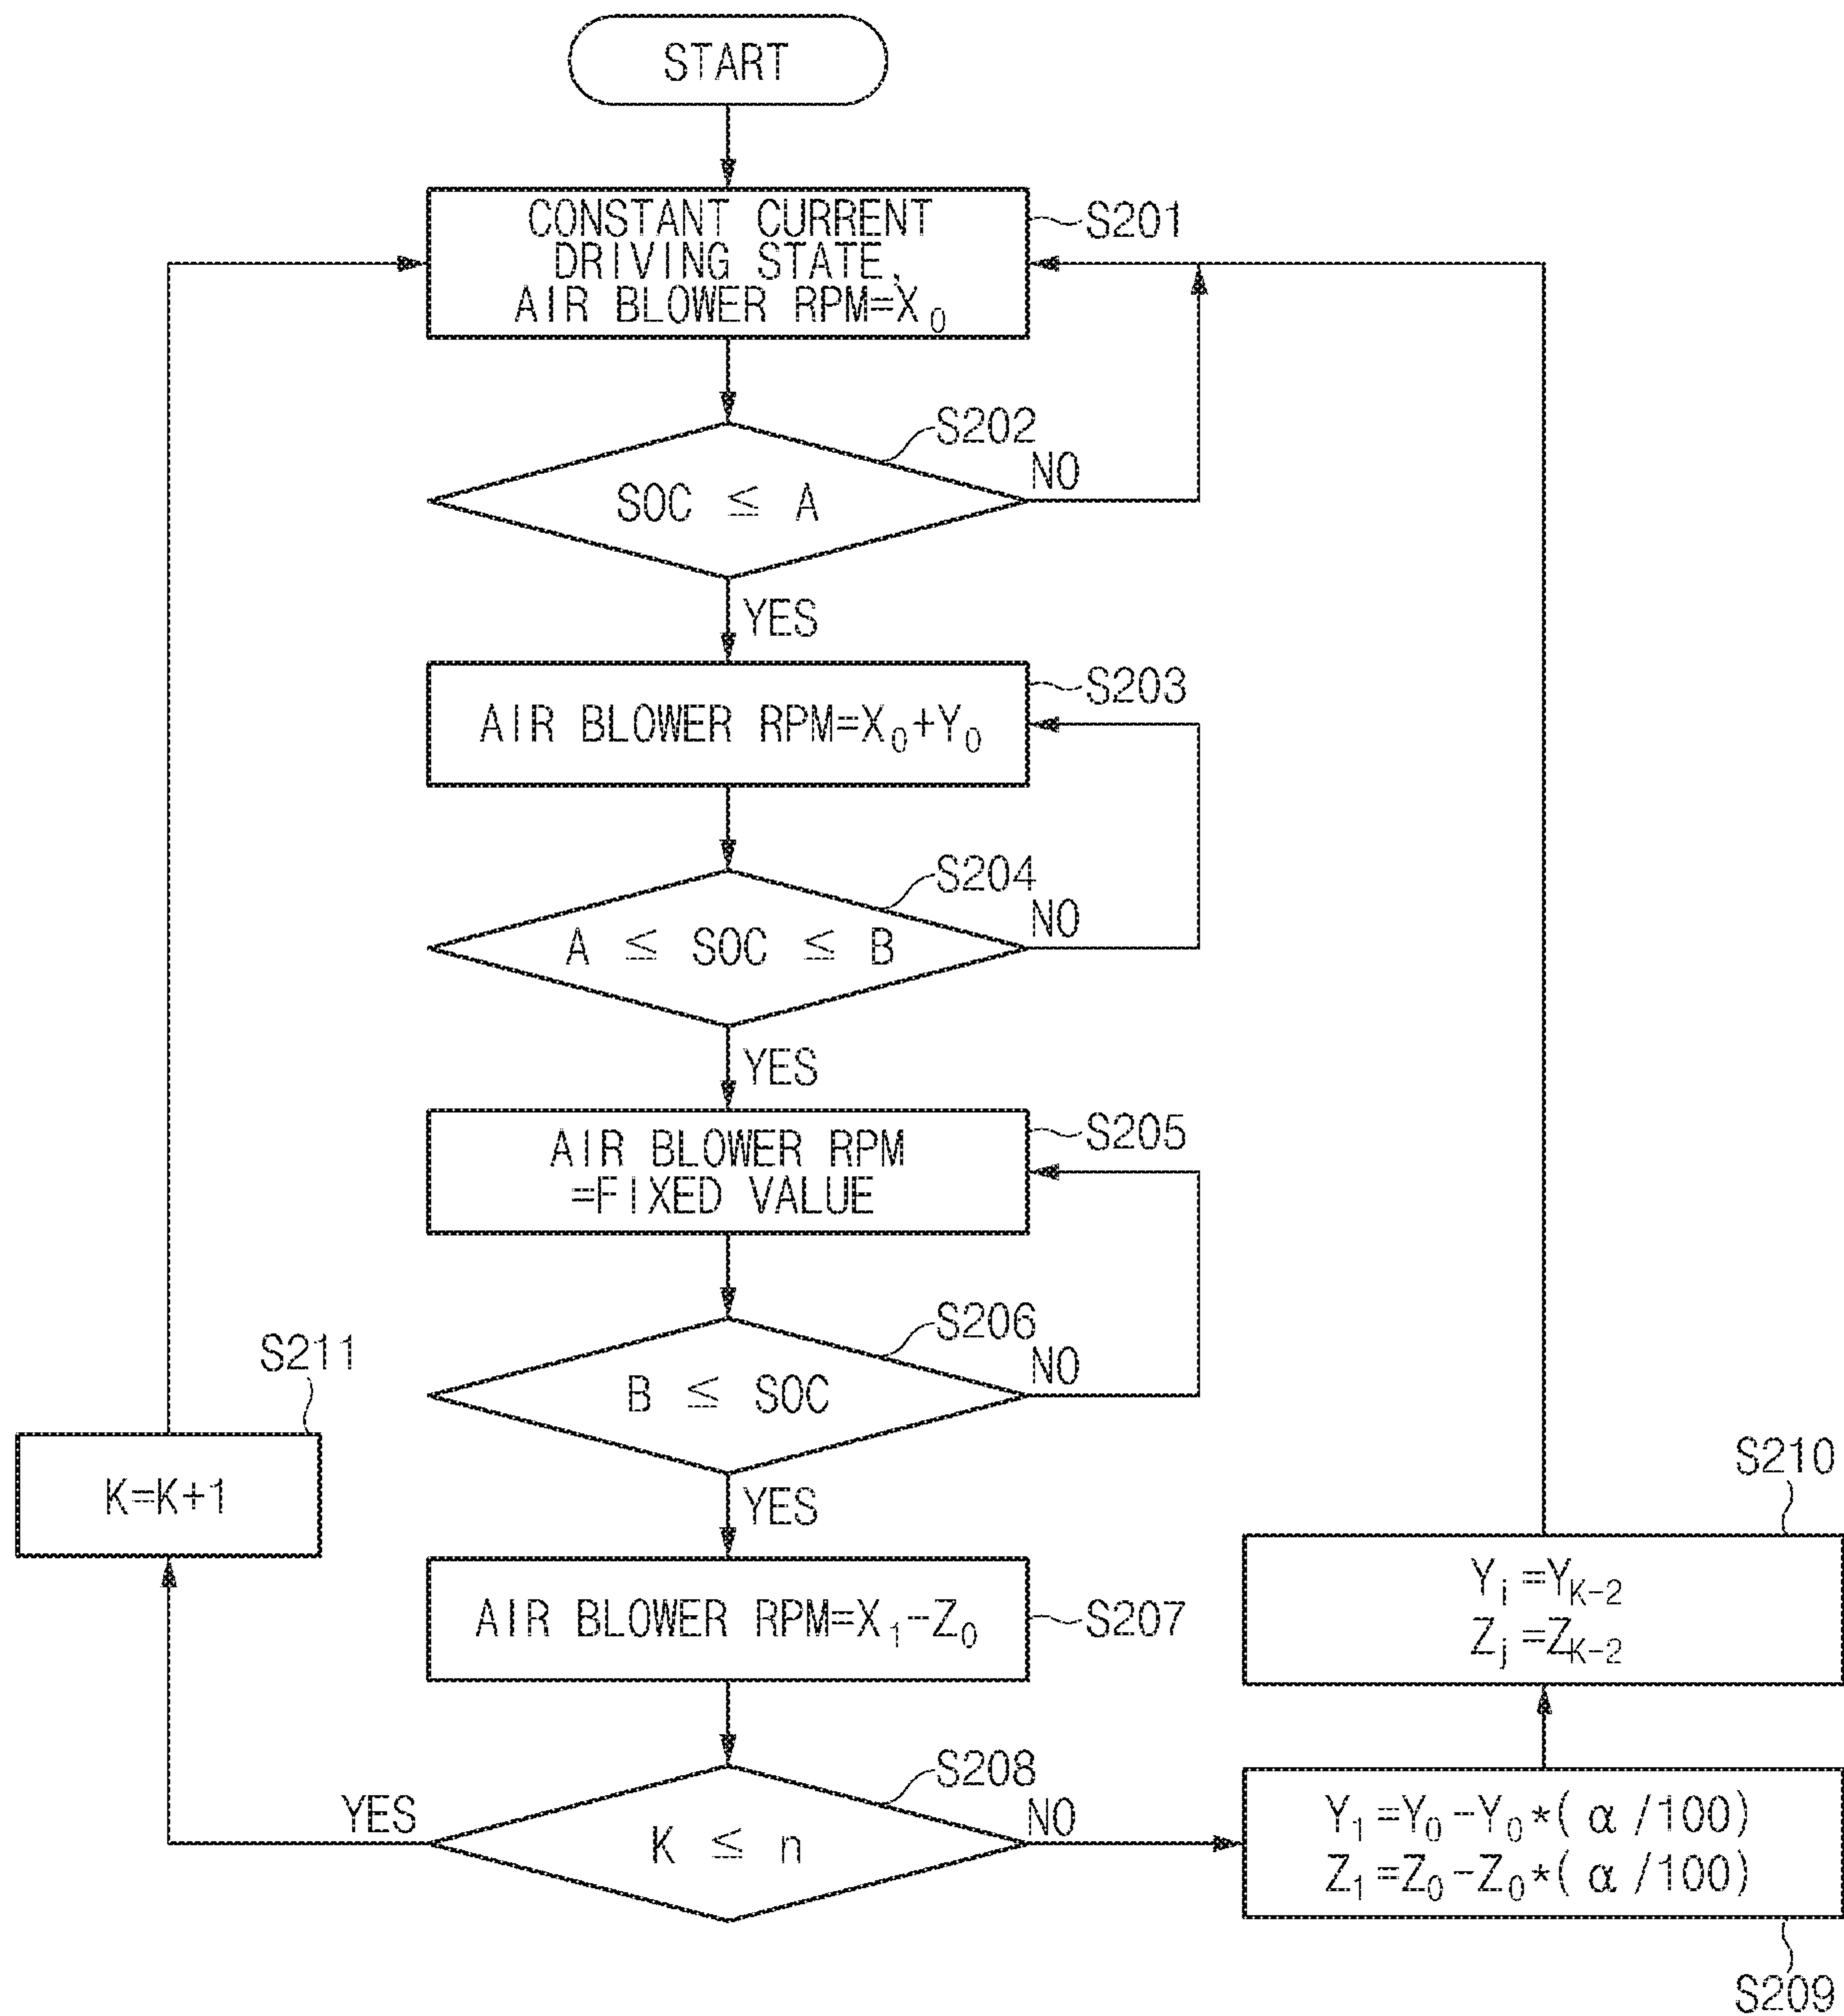 START
CONSTANT CURRENT
DRIVING STATE,
AIR BLOWER RPM=X0
S201
SOC ≤ A
S202
NO
YES
AIR BLOWER RPM=X0+Y0
S203
A ≤ SOC ≤ B
S204
NO
YES
AIR BLOWER RPM
=FIXED VALUE
S205
B ≤ SOC
S206
NO
YES
AIR BLOWER RPM=X1-Z0
S207
K ≤ n
S208
YES
NO
S211
K=K+1
S210
Yi=YK-2
Zj=ZK-2
Y1=Y0-Y0*(α/100)
Z1=Z0-Z0*(α/100)
S209